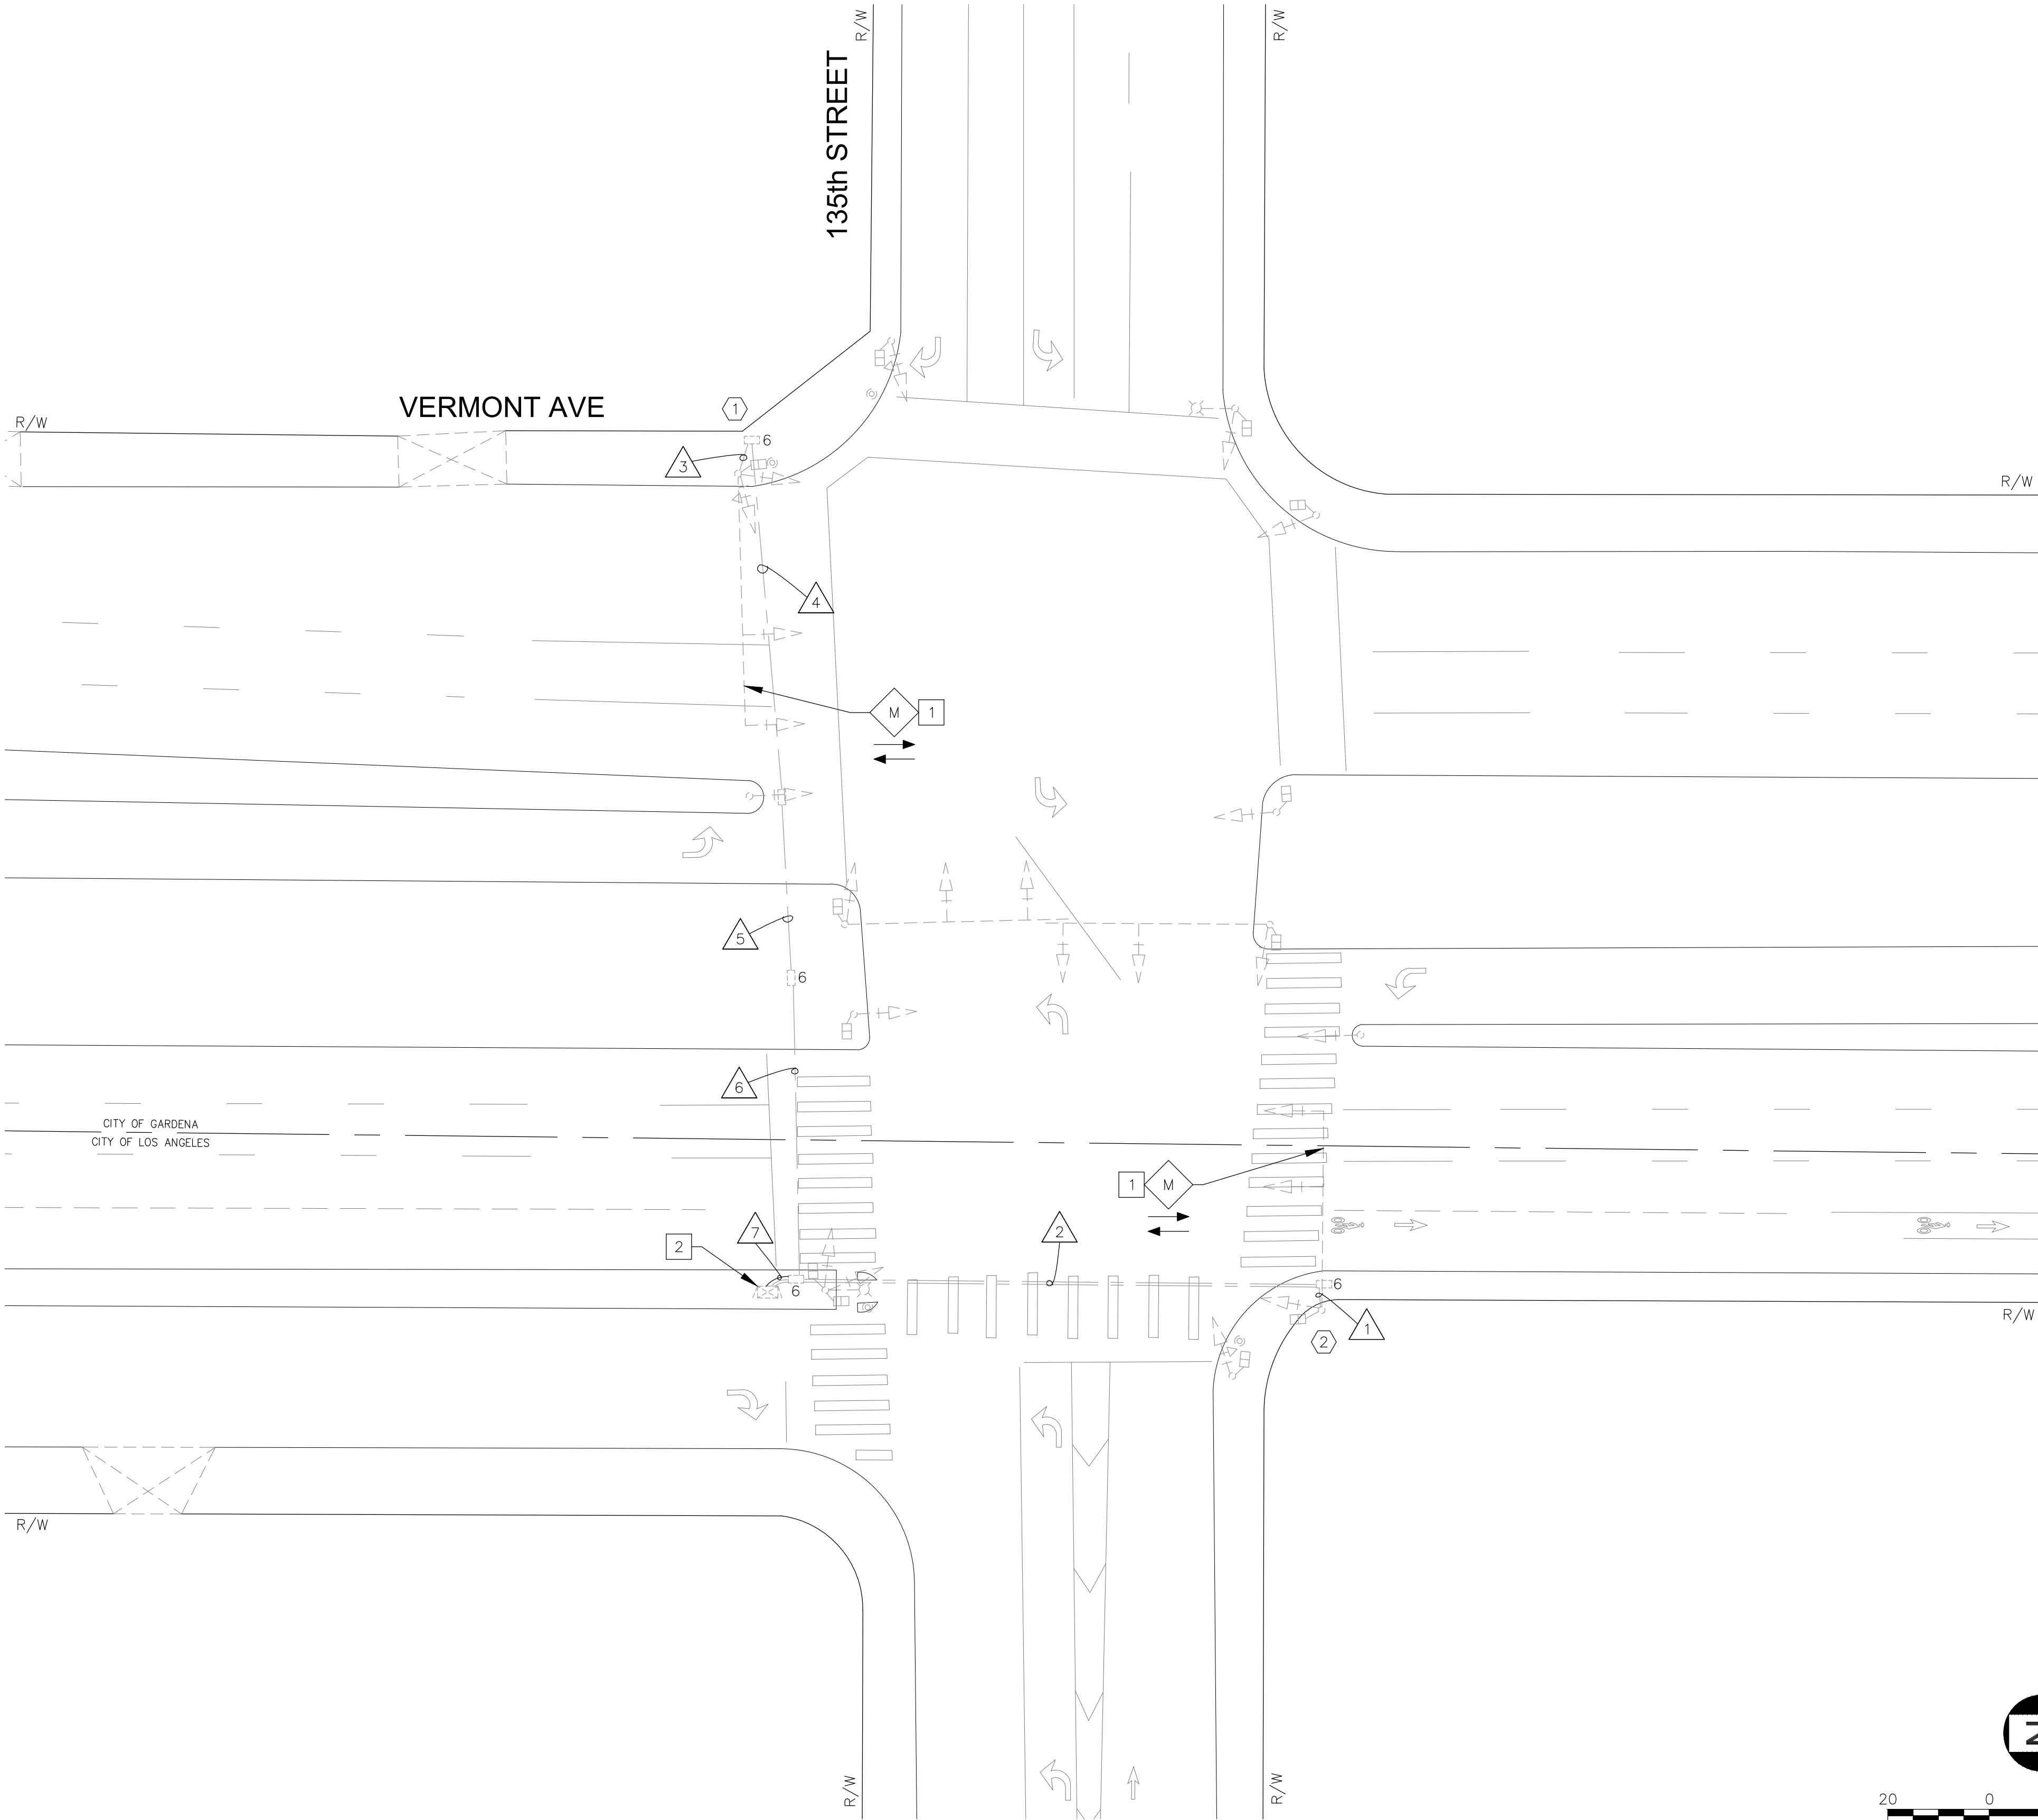 R/W
R/W
135th STREET
VERMONT AVE
1
R/W
6
3
R/W
4
M
1
5
6
6
CITY OF GARDENA
CITY OF LOS ANGELES
1
M
7
2
2
6
6
1
2
R/W
R/W
R/W
R/W
N
20
0